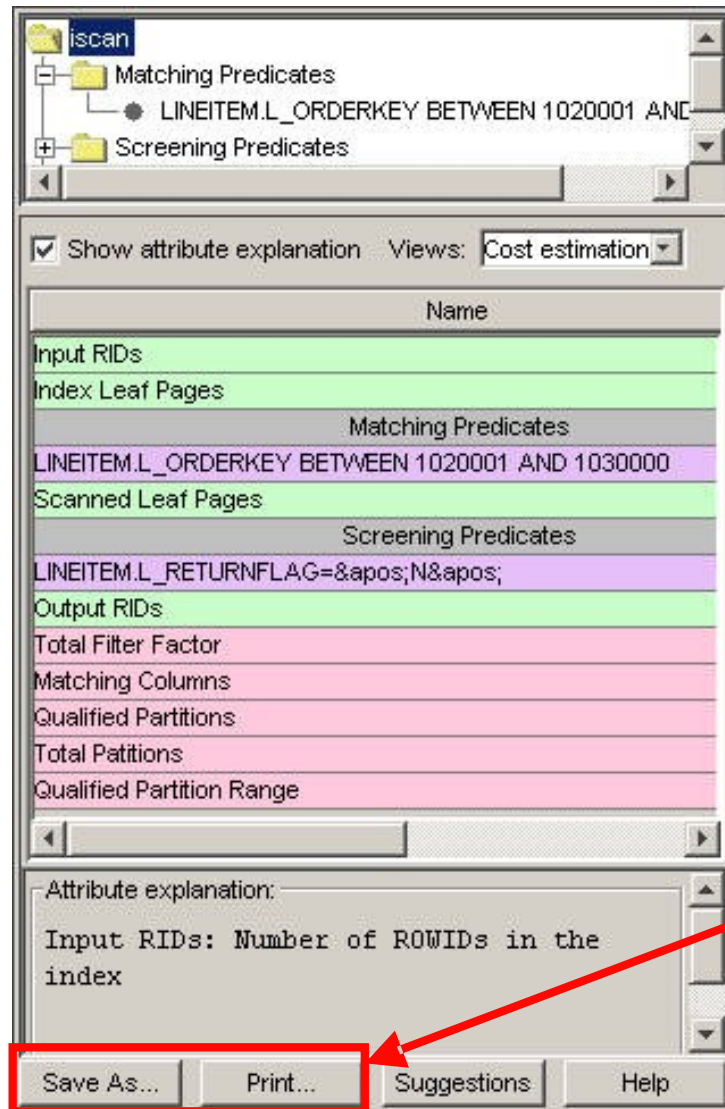 iscan
Matching Predicates
LINEITEM.L_ORDERKEY BETWEEN 1020001 AND
Screening Predicates
Show attribute explanation Views: Cost estimation
Name
Input RIDs
Index Leaf Pages
Matching Predicates
LINEITEM.L_ORDERKEY BETWEEN 1020001 AND 1030000
Scanned Leaf Pages
Screening Predicates
LINEITEM.L_RETURNFLAG=&apos;N&apos;
Output RIDs
Total Filter Factor
Matching Columns
Qualified Partitions
Total Patitions
Qualified Partition Range
Attribute explanation:
Input RIDs: Number of ROWIDs in the
index
Save As... Print... Suggestions Help